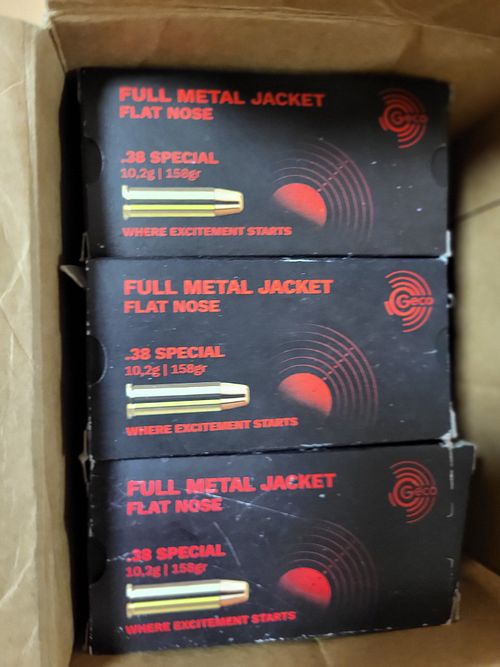 FULL METAL JACKET
FLAT NOSE
Geco
.38 SPECIAL
10,2g | 158gr
WHERE EXCITEMENT STARTS
FULL METAL JACKET
FLAT NOSE
Geco
.38 SPECIAL
10,2g | 158gr
WHERE EXCITEMENT STARTS
FULL METAL JACKET
FLAT NOSE
Geco
.38 SPECIAL
10,2g | 158gr
WHERE EXCITEMENT STARTS